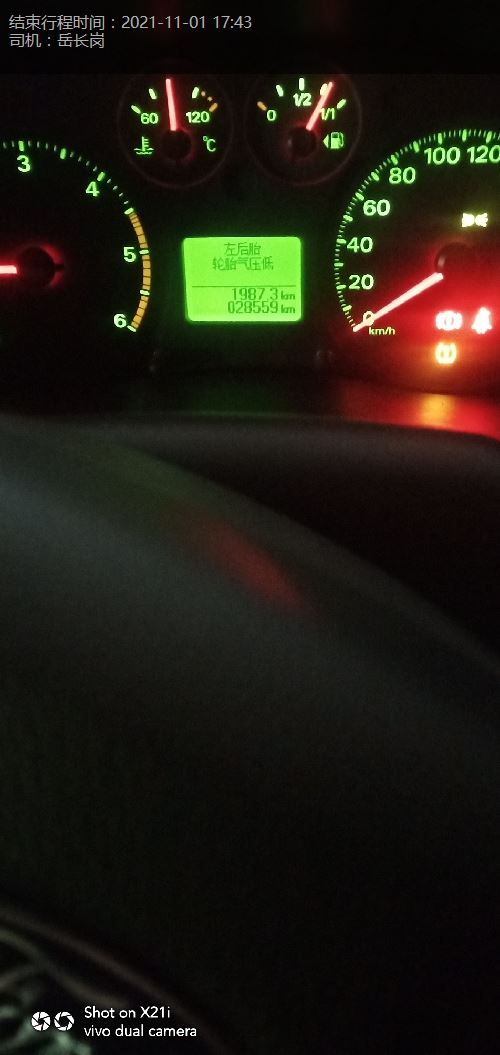 结束行程时间：2021-11-01 17:43
司机：岳长岗
60 120 ℃
0 1/2 1/1
3 4 5 6
0 20 40 60 80 100 120
km/h
左后胎
轮胎气压低
1987.3 km
028559 km
Shot on X21i
vivo dual camera